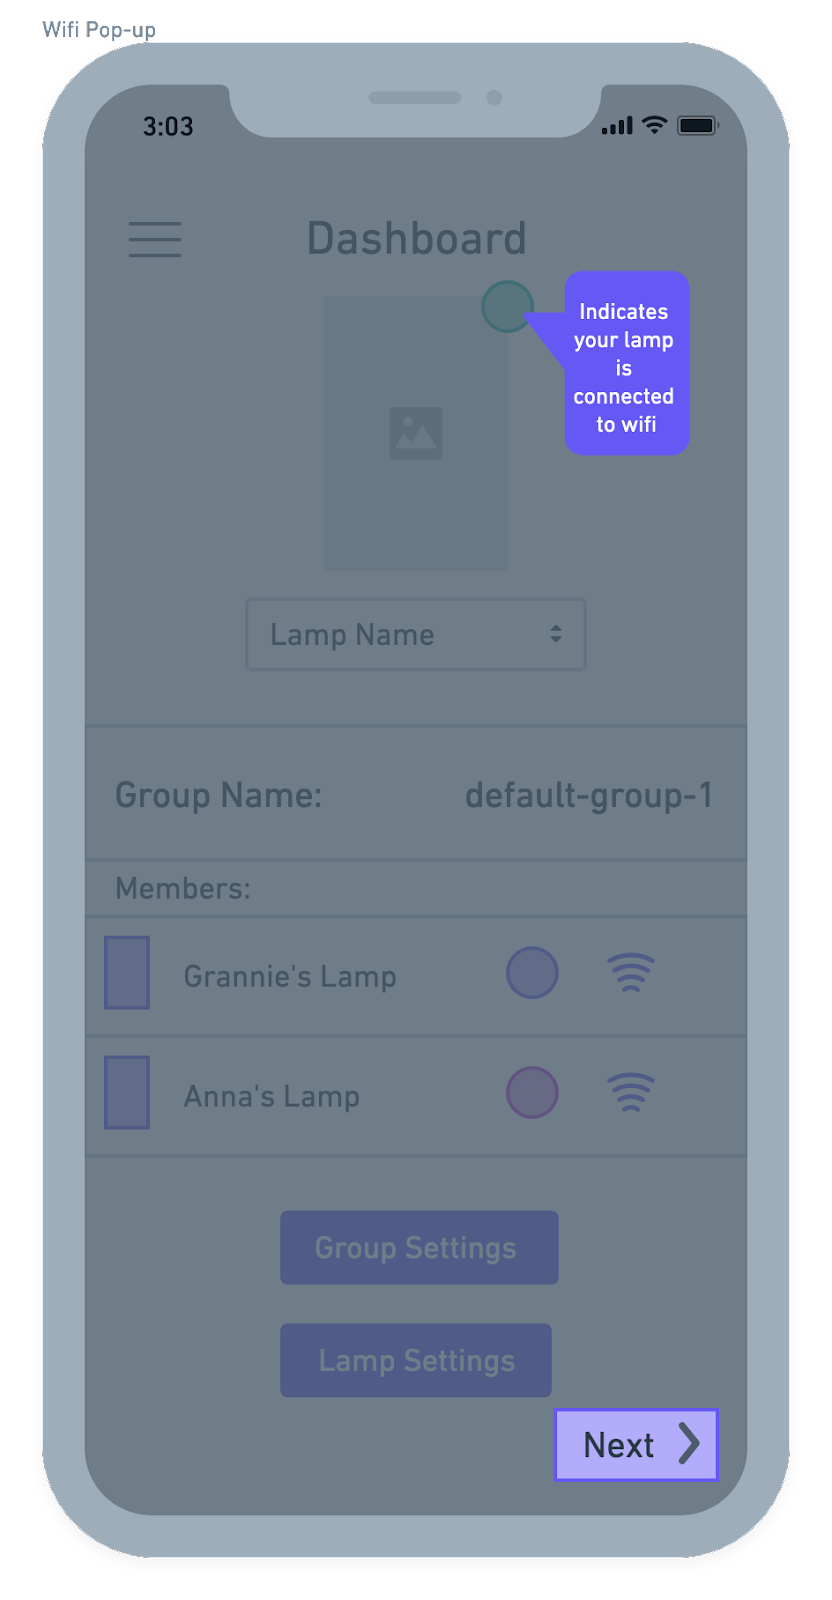 Wifi Pop-up
3:03
Dashboard
Indicates
your lamp
is
connected
to wifi
Lamp Name
Group Name: default-group-1
Members:
Grannie's Lamp
Anna's Lamp
Group Settings
Lamp Settings
Next